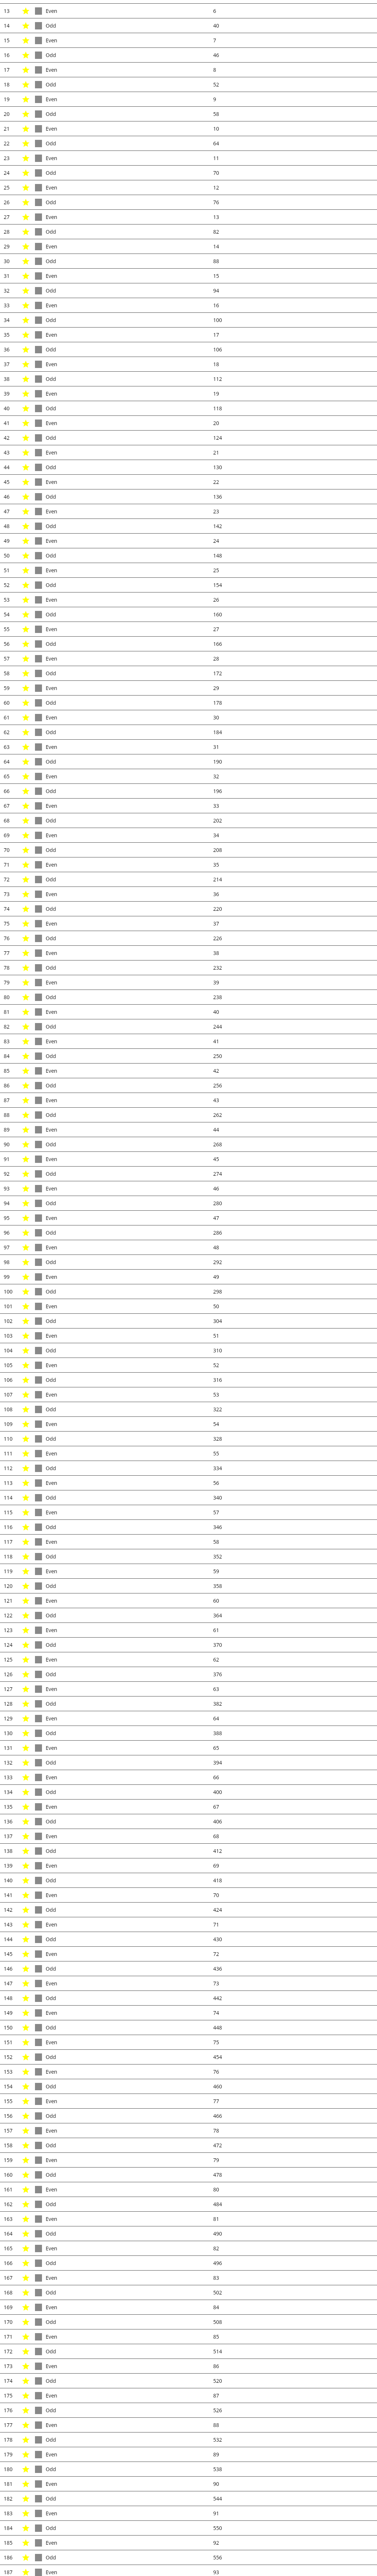 13 Even 6
14 Odd 40
15 Even 7
16 Odd 46
17 Even 8
18 Odd 52
19 Even 9
20 Odd 58
21 Even 10
22 Odd 64
23 Even 11
24 Odd 70
25 Even 12
26 Odd 76
27 Even 13
28 Odd 82
29 Even 14
30 Odd 88
31 Even 15
32 Odd 94
33 Even 16
34 Odd 100
35 Even 17
36 Odd 106
37 Even 18
38 Odd 112
39 Even 19
40 Odd 118
41 Even 20
42 Odd 124
43 Even 21
44 Odd 130
45 Even 22
46 Odd 136
47 Even 23
48 Odd 142
49 Even 24
50 Odd 148
51 Even 25
52 Odd 154
53 Even 26
54 Odd 160
55 Even 27
56 Odd 166
57 Even 28
58 Odd 172
59 Even 29
60 Odd 178
61 Even 30
62 Odd 184
63 Even 31
64 Odd 190
65 Even 32
66 Odd 196
67 Even 33
68 Odd 202
69 Even 34
70 Odd 208
71 Even 35
72 Odd 214
73 Even 36
74 Odd 220
75 Even 37
76 Odd 226
77 Even 38
78 Odd 232
79 Even 39
80 Odd 238
81 Even 40
82 Odd 244
83 Even 41
84 Odd 250
85 Even 42
86 Odd 256
87 Even 43
88 Odd 262
89 Even 44
90 Odd 268
91 Even 45
92 Odd 274
93 Even 46
94 Odd 280
95 Even 47
96 Odd 286
97 Even 48
98 Odd 292
99 Even 49
100 Odd 298
101 Even 50
102 Odd 304
103 Even 51
104 Odd 310
105 Even 52
106 Odd 316
107 Even 53
108 Odd 322
109 Even 54
110 Odd 328
111 Even 55
112 Odd 334
113 Even 56
114 Odd 340
115 Even 57
116 Odd 346
117 Even 58
118 Odd 352
119 Even 59
120 Odd 358
121 Even 60
122 Odd 364
123 Even 61
124 Odd 370
125 Even 62
126 Odd 376
127 Even 63
128 Odd 382
129 Even 64
130 Odd 388
131 Even 65
132 Odd 394
133 Even 66
134 Odd 400
135 Even 67
136 Odd 406
137 Even 68
138 Odd 412
139 Even 69
140 Odd 418
141 Even 70
142 Odd 424
143 Even 71
144 Odd 430
145 Even 72
146 Odd 436
147 Even 73
148 Odd 442
149 Even 74
150 Odd 448
151 Even 75
152 Odd 454
153 Even 76
154 Odd 460
155 Even 77
156 Odd 466
157 Even 78
158 Odd 472
159 Even 79
160 Odd 478
161 Even 80
162 Odd 484
163 Even 81
164 Odd 490
165 Even 82
166 Odd 496
167 Even 83
168 Odd 502
169 Even 84
170 Odd 508
171 Even 85
172 Odd 514
173 Even 86
174 Odd 520
175 Even 87
176 Odd 526
177 Even 88
178 Odd 532
179 Even 89
180 Odd 538
181 Even 90
182 Odd 544
183 Even 91
184 Odd 550
185 Even 92
186 Odd 556
187 Even 93